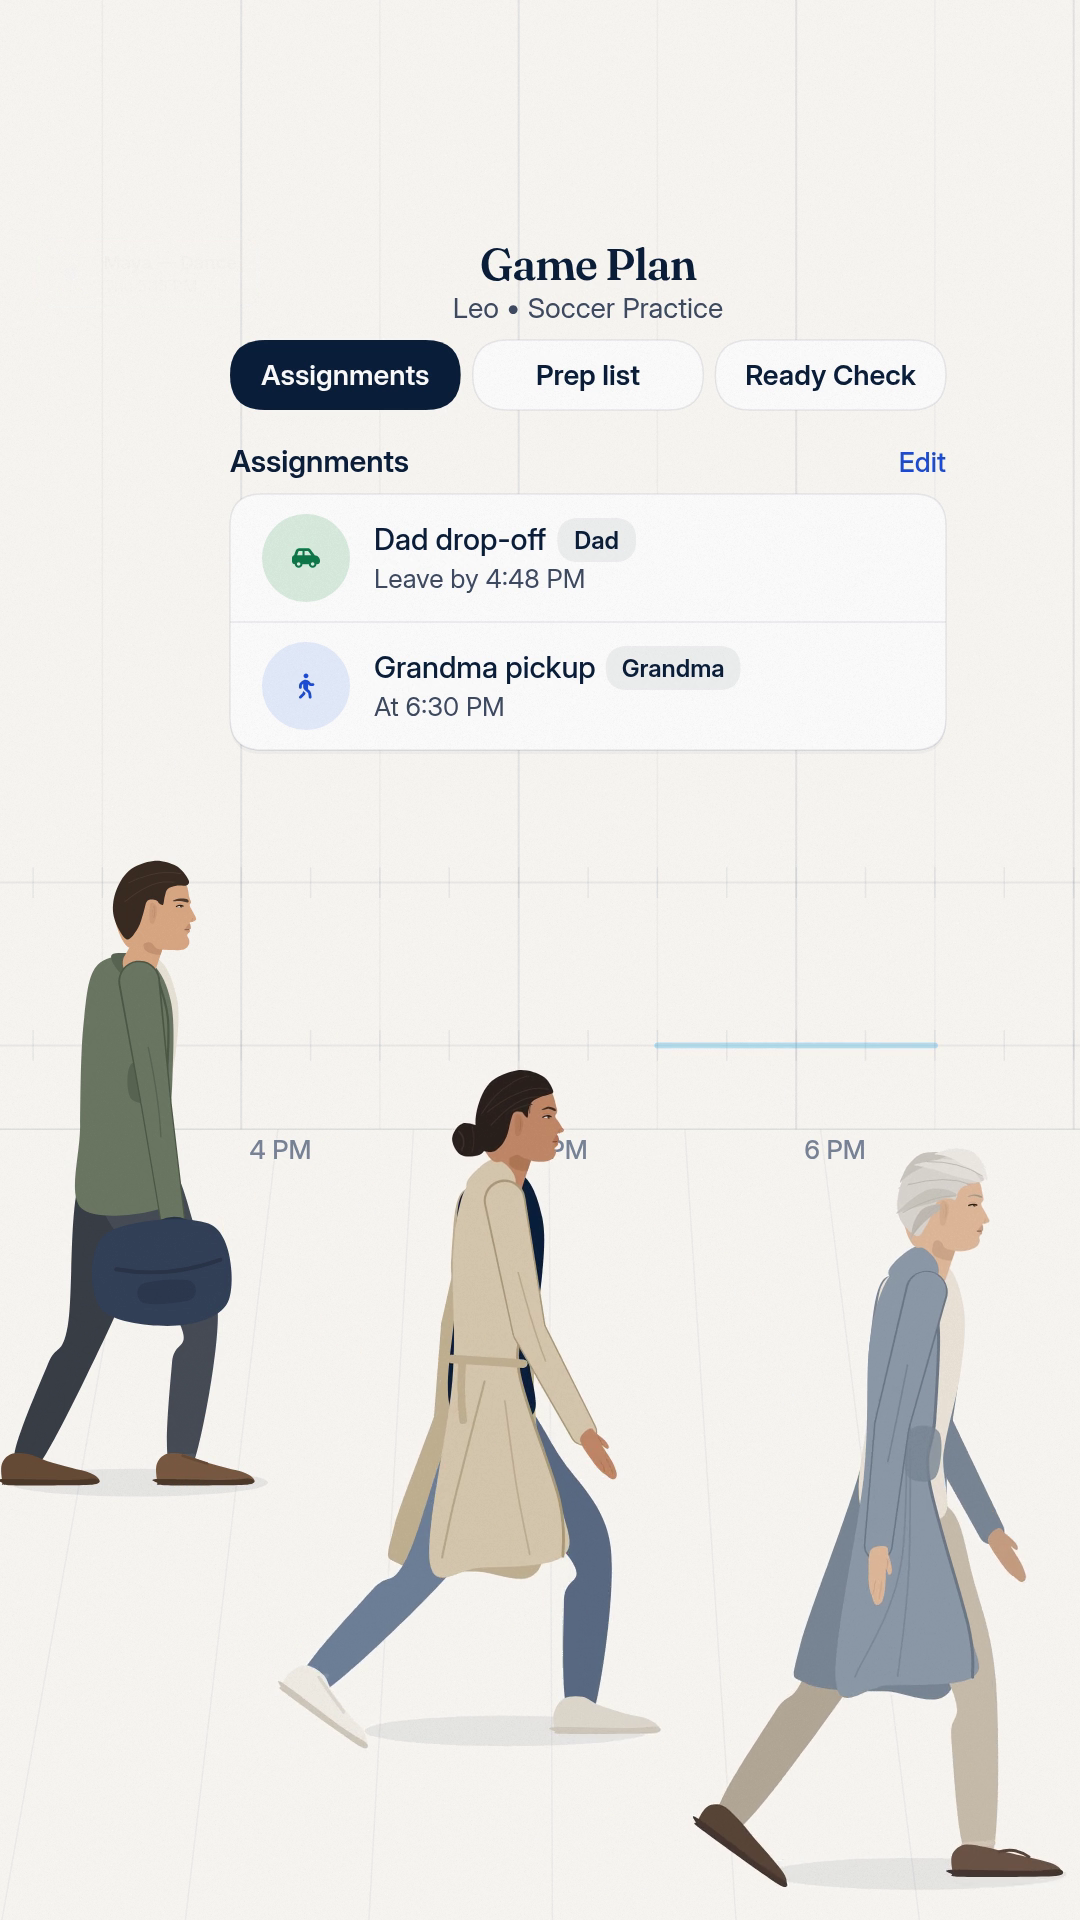 Game Plan
Leo • Soccer Practice
Assignments
Prep list
Ready Check
Assignments
Edit
Dad drop-off
Dad
Leave by 4:48 PM
Grandma pickup
Grandma
At 6:30 PM
4 PM
PM
6 PM